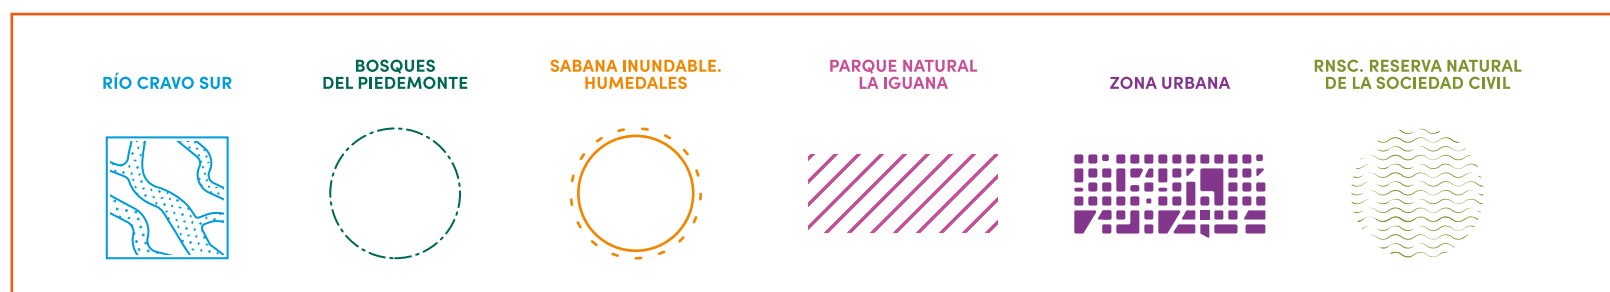 RÍO CRAVO SUR
BOSQUES
DEL PIEDEMONTE
SABANA INUNDABLE.
HUMEDALES
PARQUE NATURAL
LA IGUANA
ZONA URBANA
RNSC. RESERVA NATURAL
DE LA SOCIEDAD CIVIL